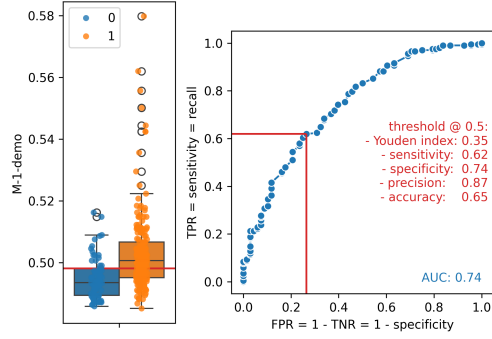 0
1
0.58
0.56
0.54
0.52
0.50
M-1-demo
1.0
0.8
0.6
0.4
0.2
0.0
TPR = sensitivity = recall
threshold @ 0.5:
- Youden index: 0.35
- sensitivity: 0.62
- specificity: 0.74
- precision: 0.87
- accuracy: 0.65
AUC: 0.74
0.0 0.2 0.4 0.6 0.8 1.0
FPR = 1 - TNR = 1 - specificity